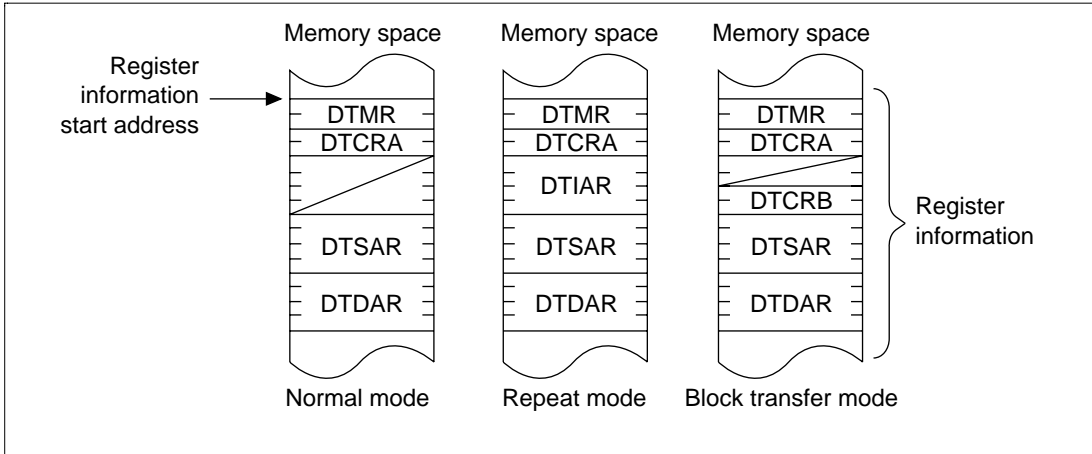 Memory space
Memory space
Memory space
Register
information
start address
DTMR
DTCRA
DTSAR
DTDAR
DTMR
DTCRA
DTIAR
DTSAR
DTDAR
DTMR
DTCRA
DTCRB
DTSAR
DTDAR
Register
information
Normal mode
Repeat mode
Block transfer mode